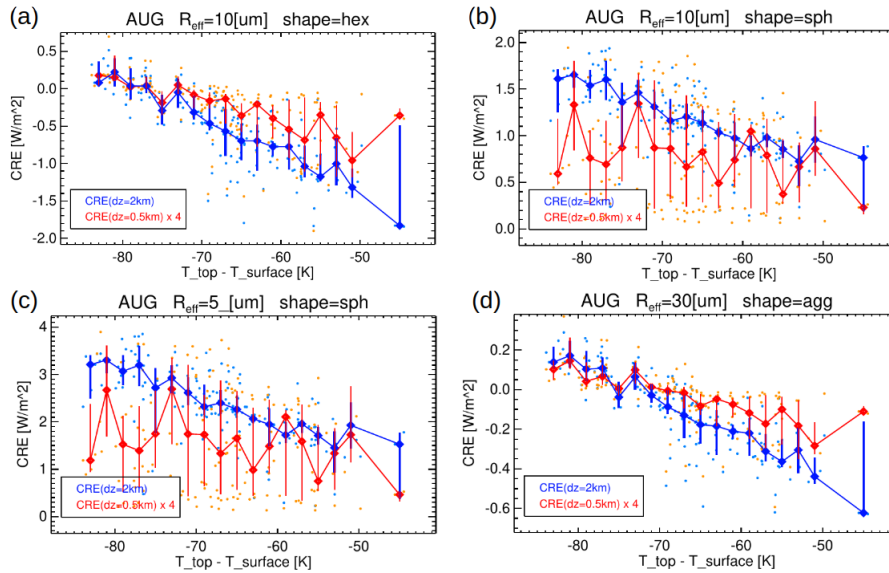 (a)
AUG R_eff=10[um] shape=hex
CRE [W/m^2]
0.5
0.0
-0.5
-1.0
-1.5
-2.0
CRE(dz=2km)
CRE(dz=0.5km) x 4
-80 -70 -60 -50
T_top - T_surface [K]
(b)
AUG R_eff=10[um] shape=sph
CRE [W/m^2]
2.0
1.5
1.0
0.5
0.0
CRE(dz=2km)
CRE(dz=0.5km) x 4
-80 -70 -60 -50
T_top - T_surface [K]
(c)
AUG R_eff=5_[um] shape=sph
CRE [W/m^2]
4
3
2
1
0
CRE(dz=2km)
CRE(dz=0.5km) x 4
-80 -70 -60 -50
T_top - T_surface [K]
(d)
AUG R_eff=30[um] shape=agg
CRE [W/m^2]
0.2
0.0
-0.2
-0.4
-0.6
CRE(dz=2km)
CRE(dz=0.5km) x 4
-80 -70 -60 -50
T_top - T_surface [K]